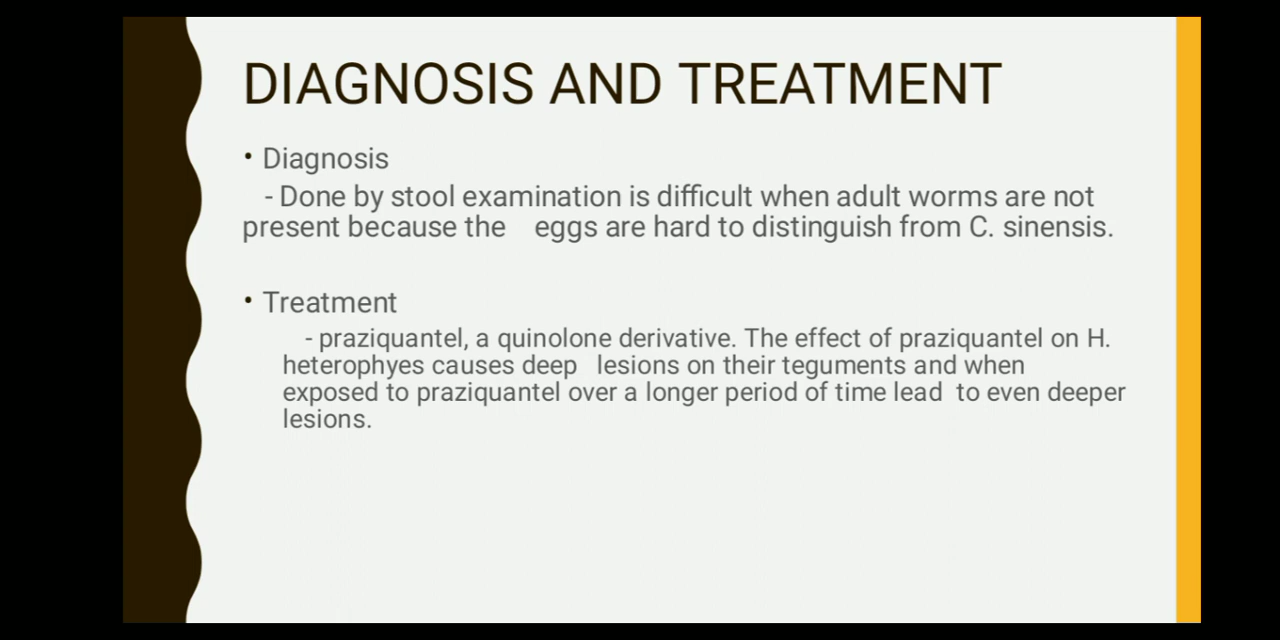 DIAGNOSIS AND TREATMENT
• Diagnosis
- Done by stool examination is difficult when adult worms are not
present because the    eggs are hard to distinguish from C. sinensis.
• Treatment
- praziquantel, a quinolone derivative. The effect of praziquantel on H.
heterophyes causes deep   lesions on their teguments and when
exposed to praziquantel over a longer period of time lead  to even deeper
lesions.